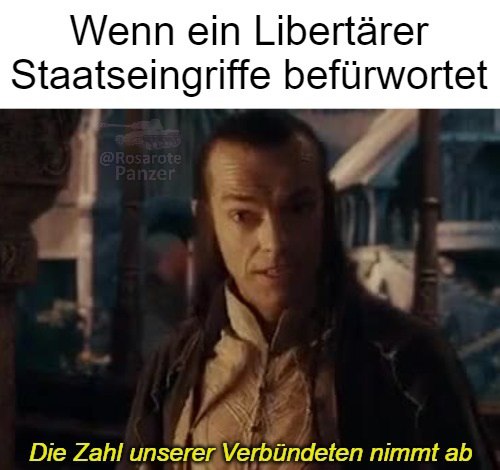 Wenn ein Libertärer
Staatseingriffe befürwortet
@Rosarote
Panzer
Die Zahl unserer Verbündeten nimmt ab